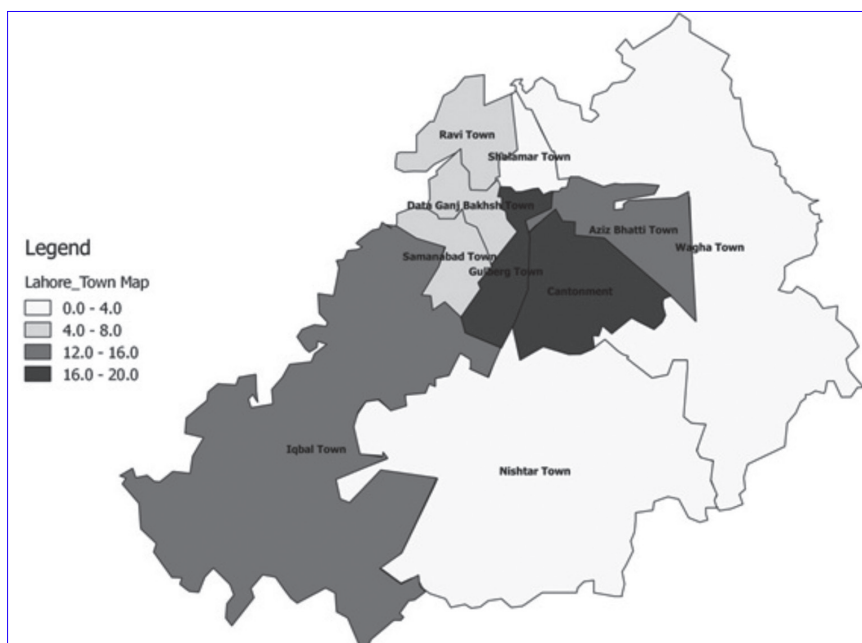 Ravi Town
Shalamar Town
Data Ganj Bakhsh Town
Samanabad Town
Gulberg Town
Aziz Bhatti Town
Wagha Town
Cantonment
Legend
Lahore_Town Map
0.0 - 4.0
4.0 - 8.0
12.0 - 16.0
16.0 - 20.0
Iqbal Town
Nishtar Town